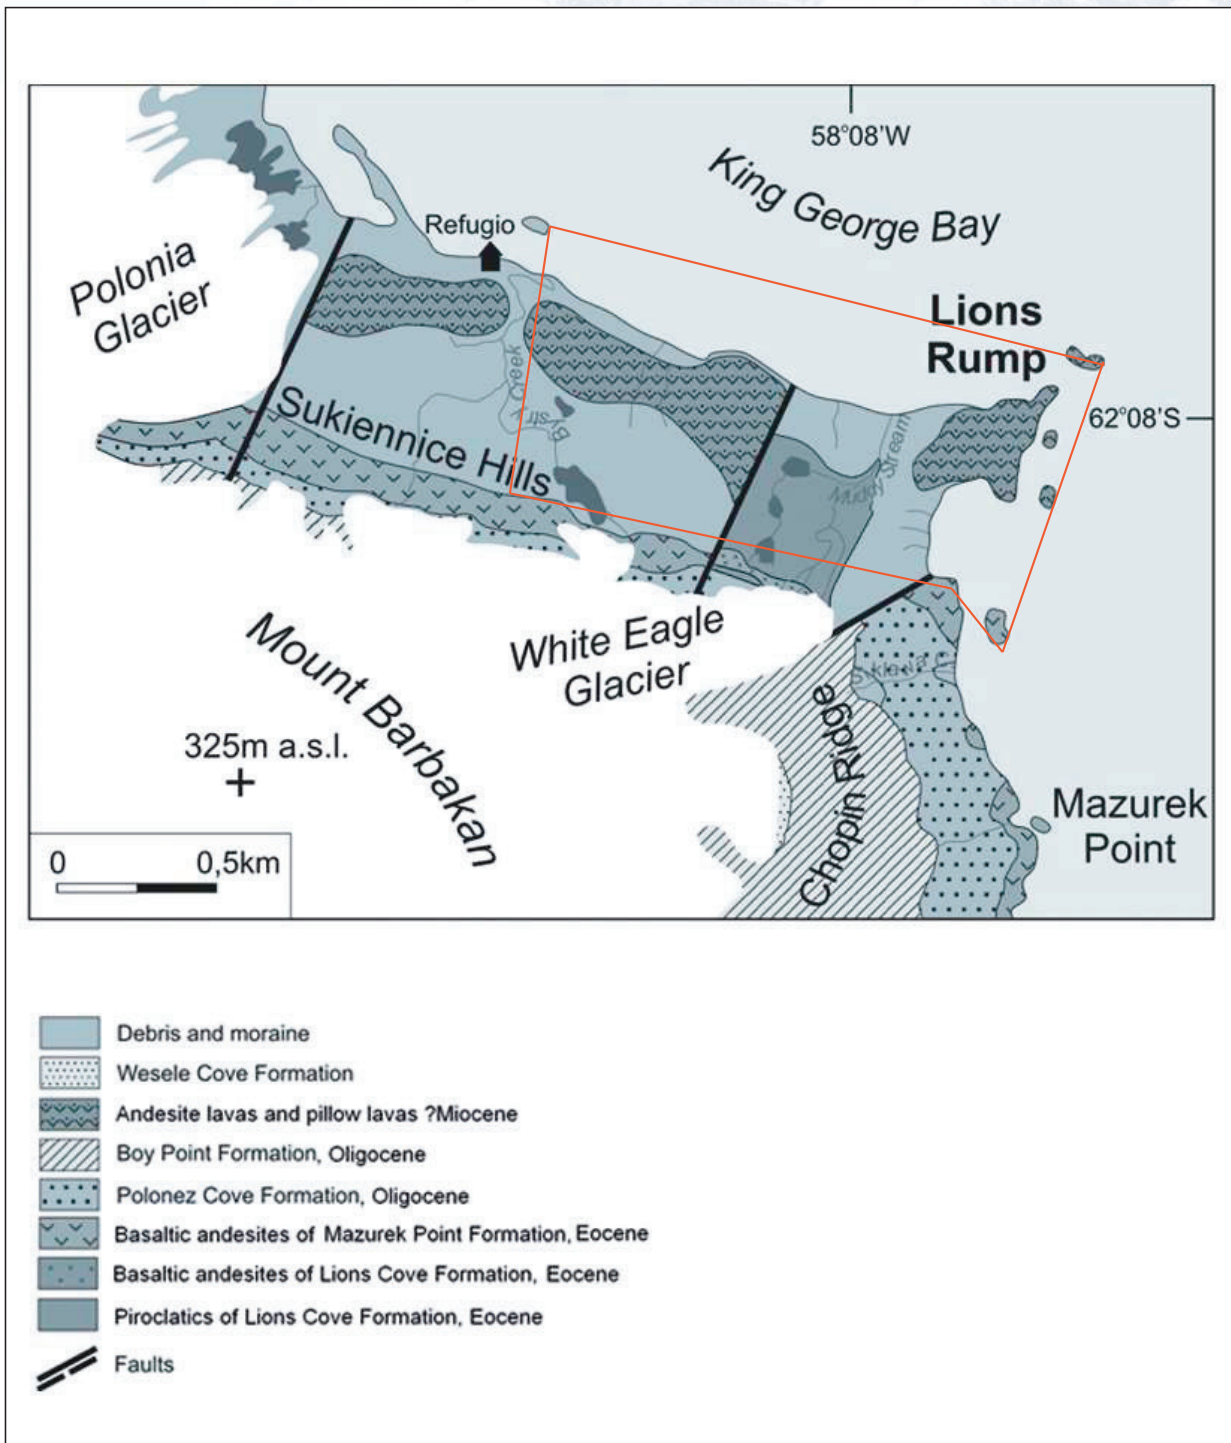 58°08'W
King George Bay
Refugio
Polonia
Glacier
Lions
Rump
62°08'S
Creek
Bystr
Sukiennice Hills
Muddy Stream
White Eagle
Glacier
Mount Barbakan
325m a.s.l.
Chopin Ridge
Mazurek
Point
0 0,5km
Debris and moraine
Wesele Cove Formation
Andesite lavas and pillow lavas ?Miocene
Boy Point Formation, Oligocene
Polonez Cove Formation, Oligocene
Basaltic andesites of Mazurek Point Formation, Eocene
Basaltic andesites of Lions Cove Formation, Eocene
Piroclatics of Lions Cove Formation, Eocene
Faults